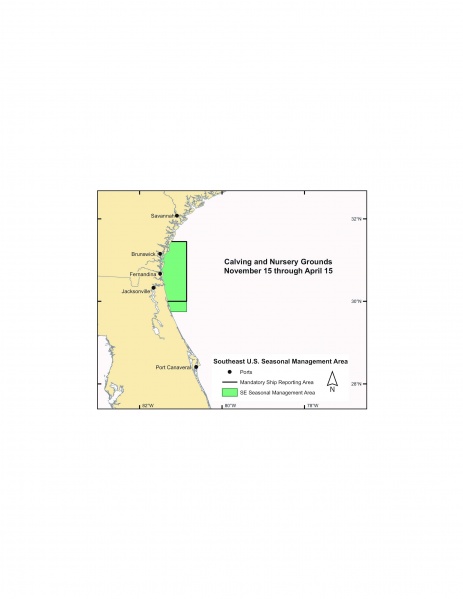 Savannah
32°N
Brunswick
Calving and Nursery Grounds
November 15 through April 15
Fernandina
Jacksonville
30°N
Southeast U.S. Seasonal Management Area
Port Canaveral
Ports
Mandatory Ship Reporting Area
N
28°N
SE Seasonal Management Area
82°W
80°W
78°W